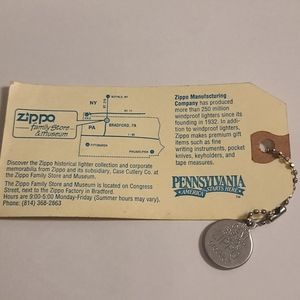 BUFFALO, NY
NY
Zippo
Family Store
& Museum
BRADFORD, PA
PA
PITTSBURGH
PHILADELPHIA
Zippo Manufacturing
Company has produced
more than 250 million
windproof lighters since its
founding in 1932. In addi-
tion to windproof lighters,
Zippo makes premium gift
items such as fine
writing instruments, pocket
knives, keyholders, and
tape measures.
Discover the Zippo historical lighter collection and corporate
memorabilia from Zippo and its subsidiary, Case Cutlery Co. at
the Zippo Family Store and Museum.
The Zippo Family Store and Museum is located on Congress
Street, next to the Zippo Factory in Bradford.
Hours are 9:00-5:00 Monday-Friday (Summer hours may vary).
Phone: (814) 368-2863
PENNSYLVANIA
AMERICA STARTS HERE